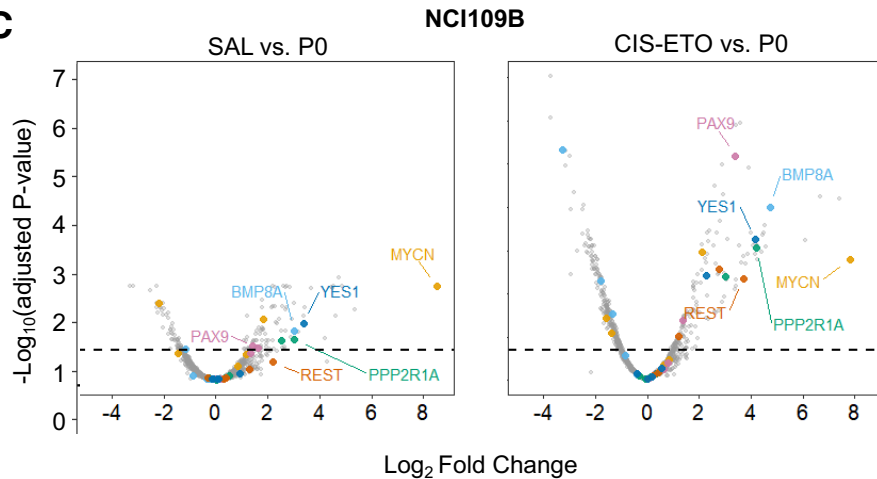 C
NCI109B
SAL vs. P0
CIS-ETO vs. P0
-Log10(adjusted P-value)
7
6
5
4
3
2
1
0
MYCN
BMP8A
YES1
PAX9
REST
PPP2R1A
-4 -2 0 2 4 6 8
PAX9
BMP8A
YES1
MYCN
REST
PPP2R1A
-4 -2 0 2 4 6 8
Log2 Fold Change